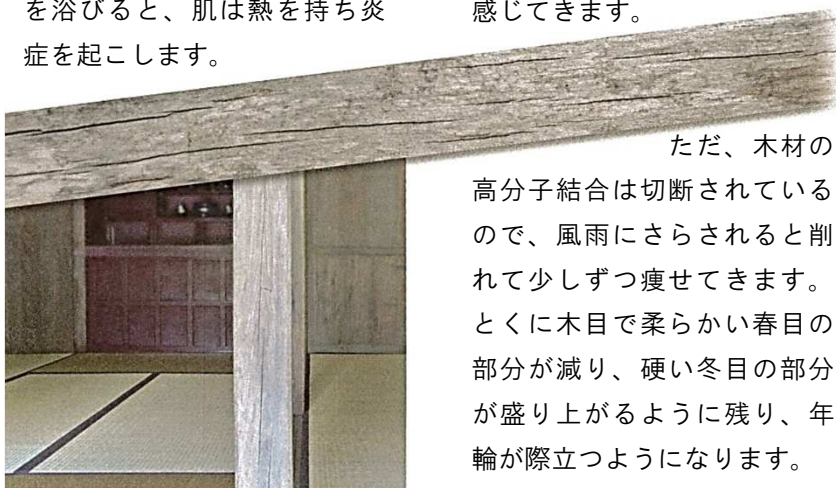 を浴びると、肌は熱を持ち炎
症を起こします。
感じてきます。
ただ、木材の
高分子結合は切断されている
ので、風雨にさらされると削
れて少しずつ痩せてきます。
とくに木目で柔らかい春目の
部分が減り、硬い冬目の部分
が盛り上がるように残り、年
輪が際立つようになります。